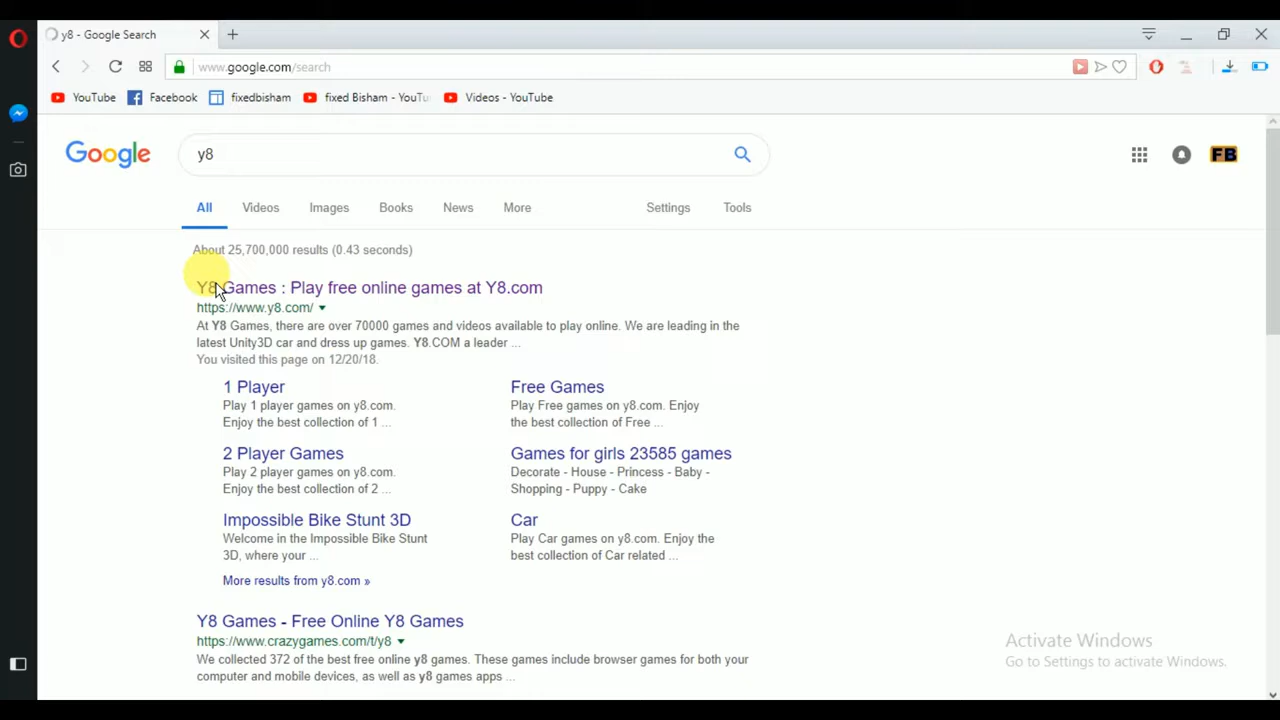 y8 - Google Search
www.google.com/search
YouTube
Facebook
fixedbisham
fixed Bisham - YouTu
Videos - YouTube
Google
y8
FB
All
Videos
Images
Books
News
More
Settings
Tools
About 25,700,000 results (0.43 seconds)
Y8 Games : Play free online games at Y8.com
https://www.y8.com/
At Y8 Games, there are over 70000 games and videos available to play online. We are leading in the
latest Unity3D car and dress up games. Y8.COM a leader ...
You visited this page on 12/20/18.
1 Player
Play 1 player games on y8.com.
Enjoy the best collection of 1 ...
Free Games
Play Free games on y8.com. Enjoy
the best collection of Free ...
2 Player Games
Play 2 player games on y8.com.
Enjoy the best collection of 2 ...
Games for girls 23585 games
Decorate - House - Princess - Baby -
Shopping - Puppy - Cake
Impossible Bike Stunt 3D
Welcome in the Impossible Bike Stunt
3D, where your ...
Car
Play Car games on y8.com. Enjoy the
best collection of Car related ...
More results from y8.com »
Y8 Games - Free Online Y8 Games
https://www.crazygames.com/t/y8
We collected 372 of the best free online y8 games. These games include browser games for both your
computer and mobile devices, as well as y8 games apps ...
Activate Windows
Go to Settings to activate Windows.